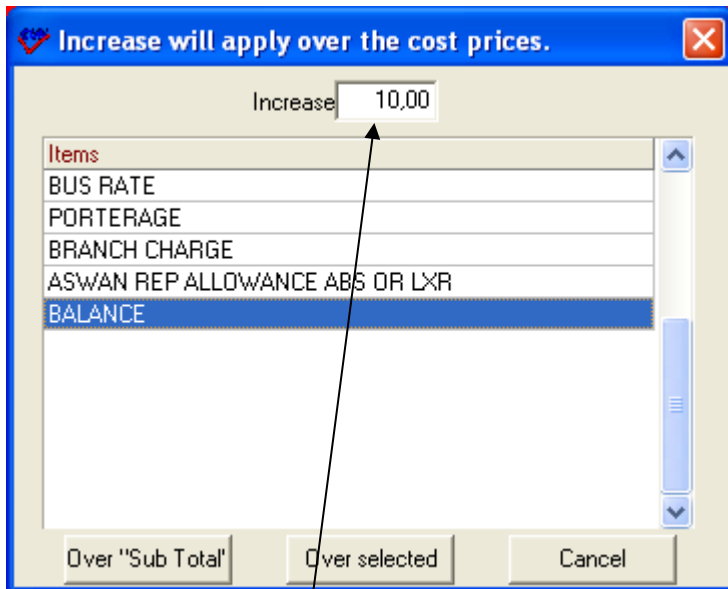 Increase will apply over the cost prices.
Increase 10,00
Items
BUS RATE
PORTERAGE
BRANCH CHARGE
ASWAN REP ALLOWANCE ABS OR LXR
BALANCE
Over "Sub Total' Over selected Cancel